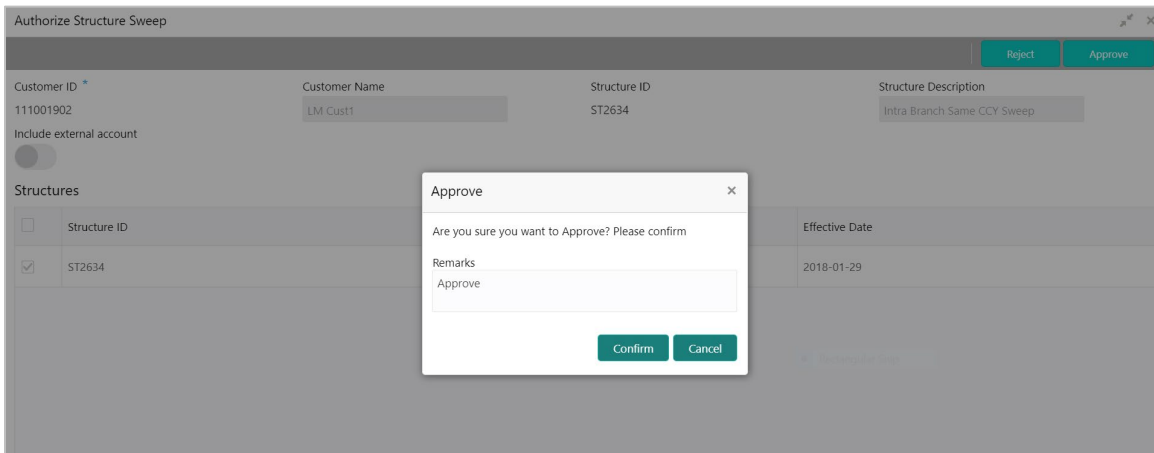 Authorize Structure Sweep
Reject Approve
Customer ID * Customer Name Structure ID Structure Description
111001902 LM Cust1 ST2634 Intra Branch Same CCY Sweep
Include external account
Structures
Approve
Structure ID Effective Date
Are you sure you want to Approve? Please confirm
Remarks
ST2634 2018-01-29
Approve
Confirm Cancel